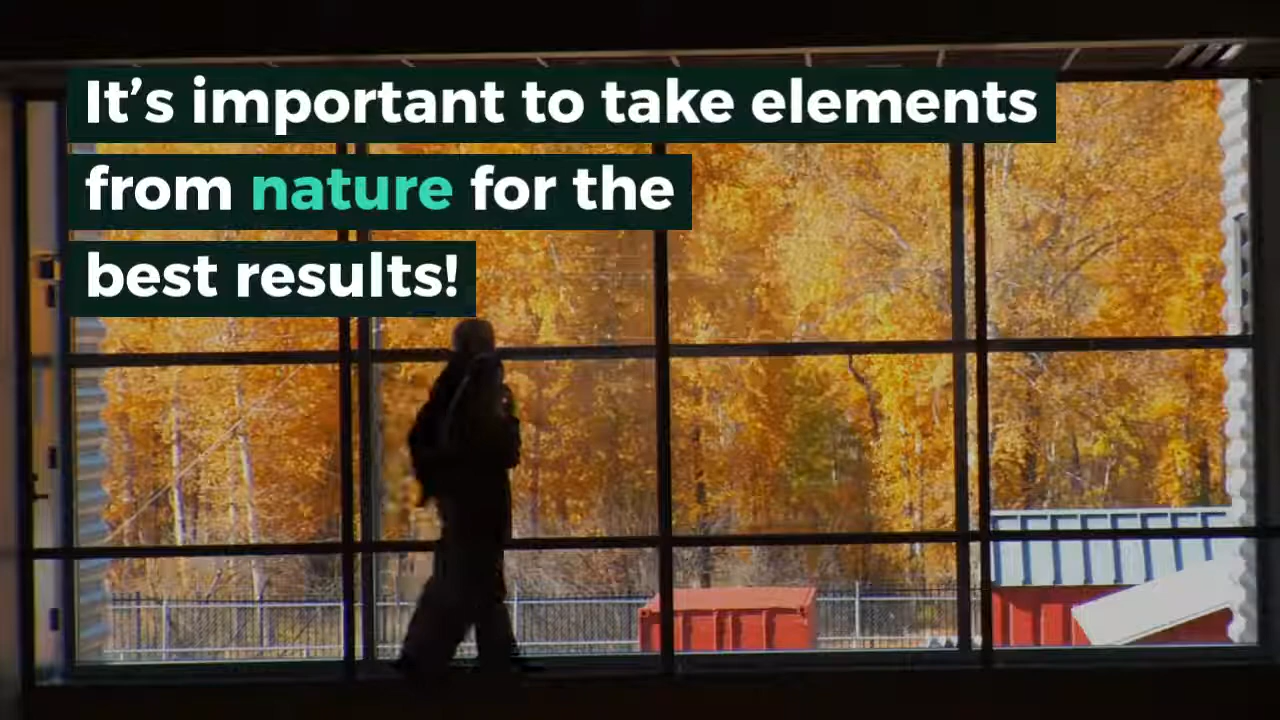 It’s important to take elements
from nature for the
best results!